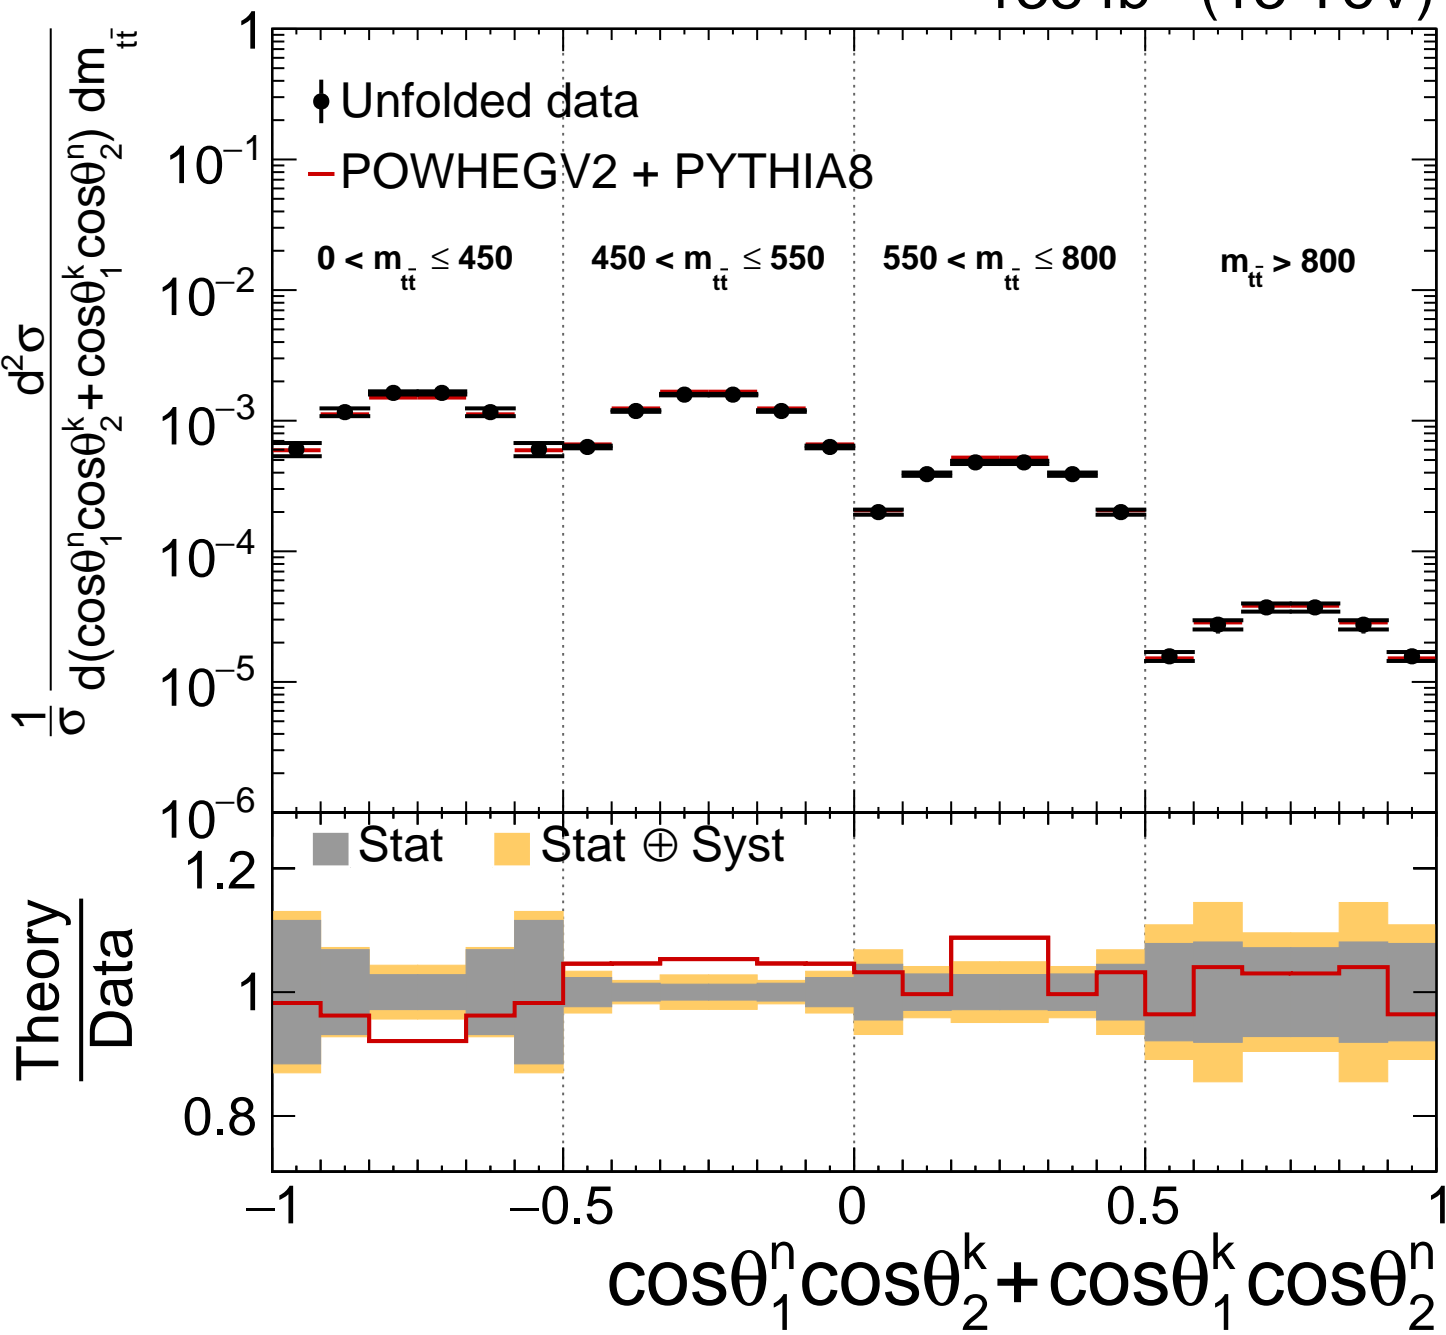 1
Unfolded data
POWHEGV2 + PYTHIA8
10⁻¹
0 < m_tt̄ ≤ 450
450 < m_tt̄ ≤ 550
550 < m_tt̄ ≤ 800
m_tt̄ > 800
10⁻²
10⁻³
10⁻⁴
10⁻⁵
10⁻⁶
1/σ d²σ / d(cosθ₁ⁿcosθ₂ᵏ+cosθ₁ᵏcosθ₂ⁿ) dm_tt̄
Stat
Stat ⊕ Syst
1.2
1
0.8
Theory
Data
−1
−0.5
0
0.5
1
cosθ₁ⁿcosθ₂ᵏ+cosθ₁ᵏcosθ₂ⁿ